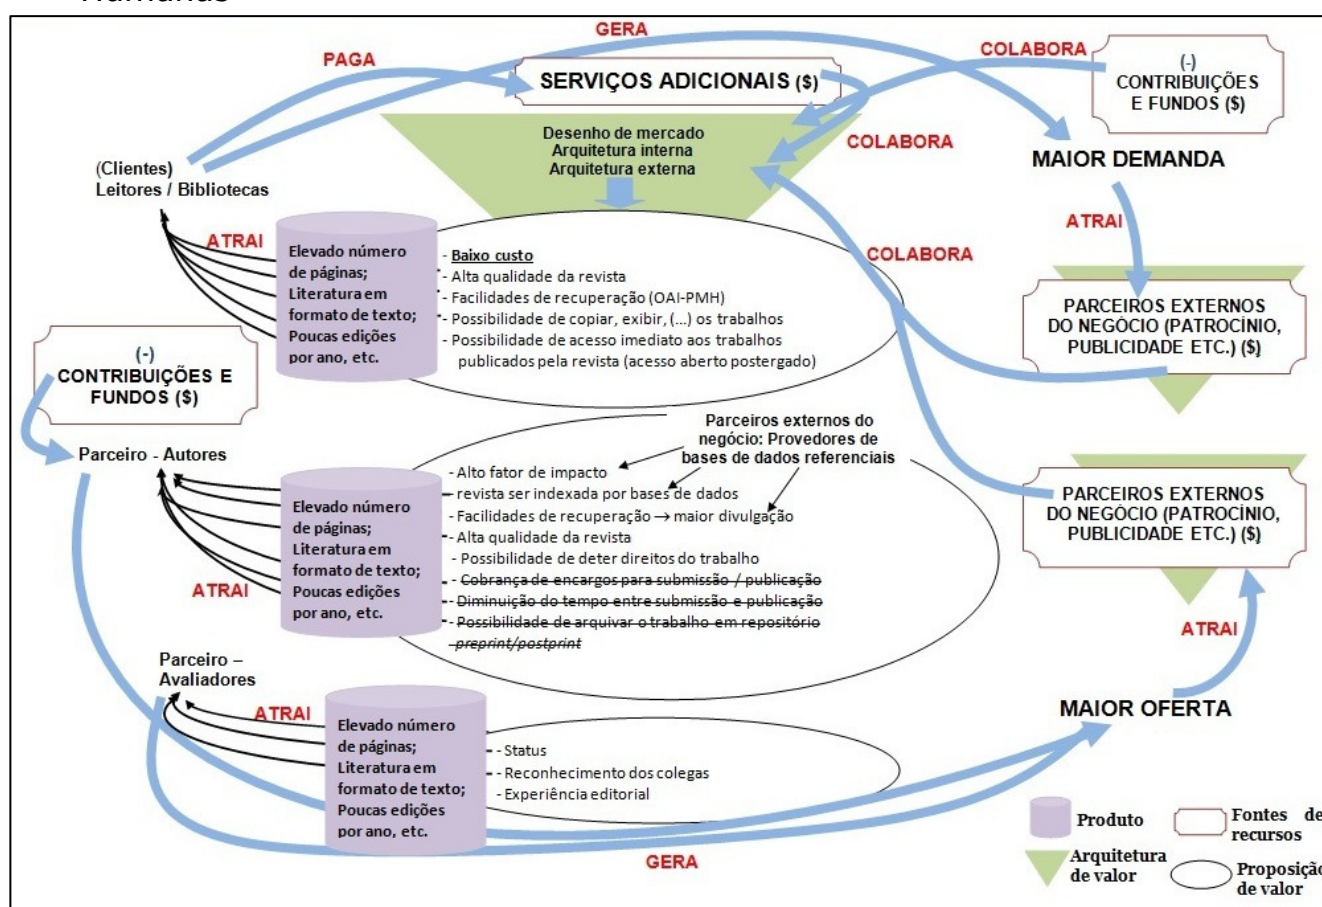 Humanas
GERA
PAGA
COLABORA
SERVIÇOS ADICIONAIS ($)
(-)
CONTRIBUIÇÕES
E FUNDOS ($)
Desenho de mercado
Arquitetura interna
Arquitetura externa
COLABORA
MAIOR DEMANDA
(Clientes)
Leitores / Bibliotecas
ATRAI
ATRAI
COLABORA
Elevado número
de páginas;
Literatura em
formato de texto;
Poucas edições
por ano, etc.
- Baixo custo
- Alta qualidade da revista
- Facilidades de recuperação (OAI-PMH)
- Possibilidade de copiar, exibir, (...) os trabalhos
- Possibilidade de acesso imediato aos trabalhos
publicados pela revista (acesso aberto postergado)
PARCEIROS EXTERNOS
DO NEGÓCIO (PATROCÍNIO,
PUBLICIDADE ETC.) ($)
(-)
CONTRIBUIÇÕES E
FUNDOS ($)
Parceiros externos do
negócio: Provedores de
bases de dados referenciais
Parceiro - Autores
Elevado número
de páginas;
Literatura em
formato de texto;
Poucas edições
por ano, etc.
ATRAI
- Alto fator de impacto
- revista ser indexada por bases de dados
- Facilidades de recuperação → maior divulgação
- Alta qualidade da revista
- Possibilidade de deter direitos do trabalho
- Cobrança de encargos para submissão / publicação
- Diminuição do tempo entre submissão e publicação
- Possibilidade de arquivar o trabalho em repositório
preprint/postprint
PARCEIROS EXTERNOS
DO NEGÓCIO (PATROCÍNIO,
PUBLICIDADE ETC.) ($)
ATRAI
Parceiro –
Avaliadores
ATRAI
Elevado número
de páginas;
Literatura em
formato de texto;
Poucas edições
por ano, etc.
- Status
- Reconhecimento dos colegas
- Experiência editorial
MAIOR OFERTA
GERA
Produto
Fontes de
recursos
Arquitetura
de valor
Proposição
de valor